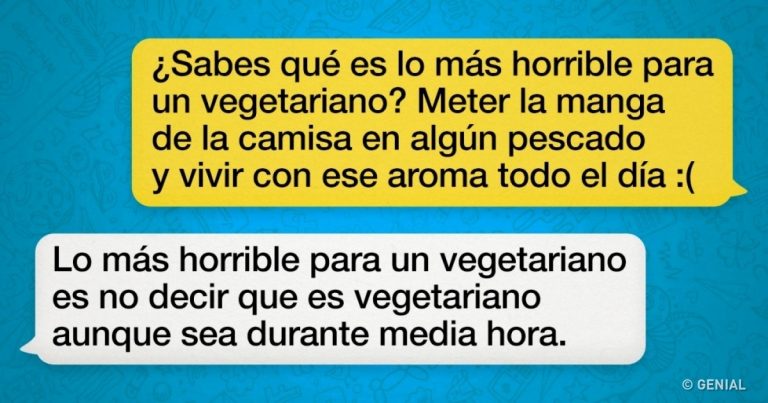 ¿Sabes qué es lo más horrible para
un vegetariano? Meter la manga
de la camisa en algún pescado
y vivir con ese aroma todo el día :(
Lo más horrible para un vegetariano
es no decir que es vegetariano
aunque sea durante media hora.
© GENIAL